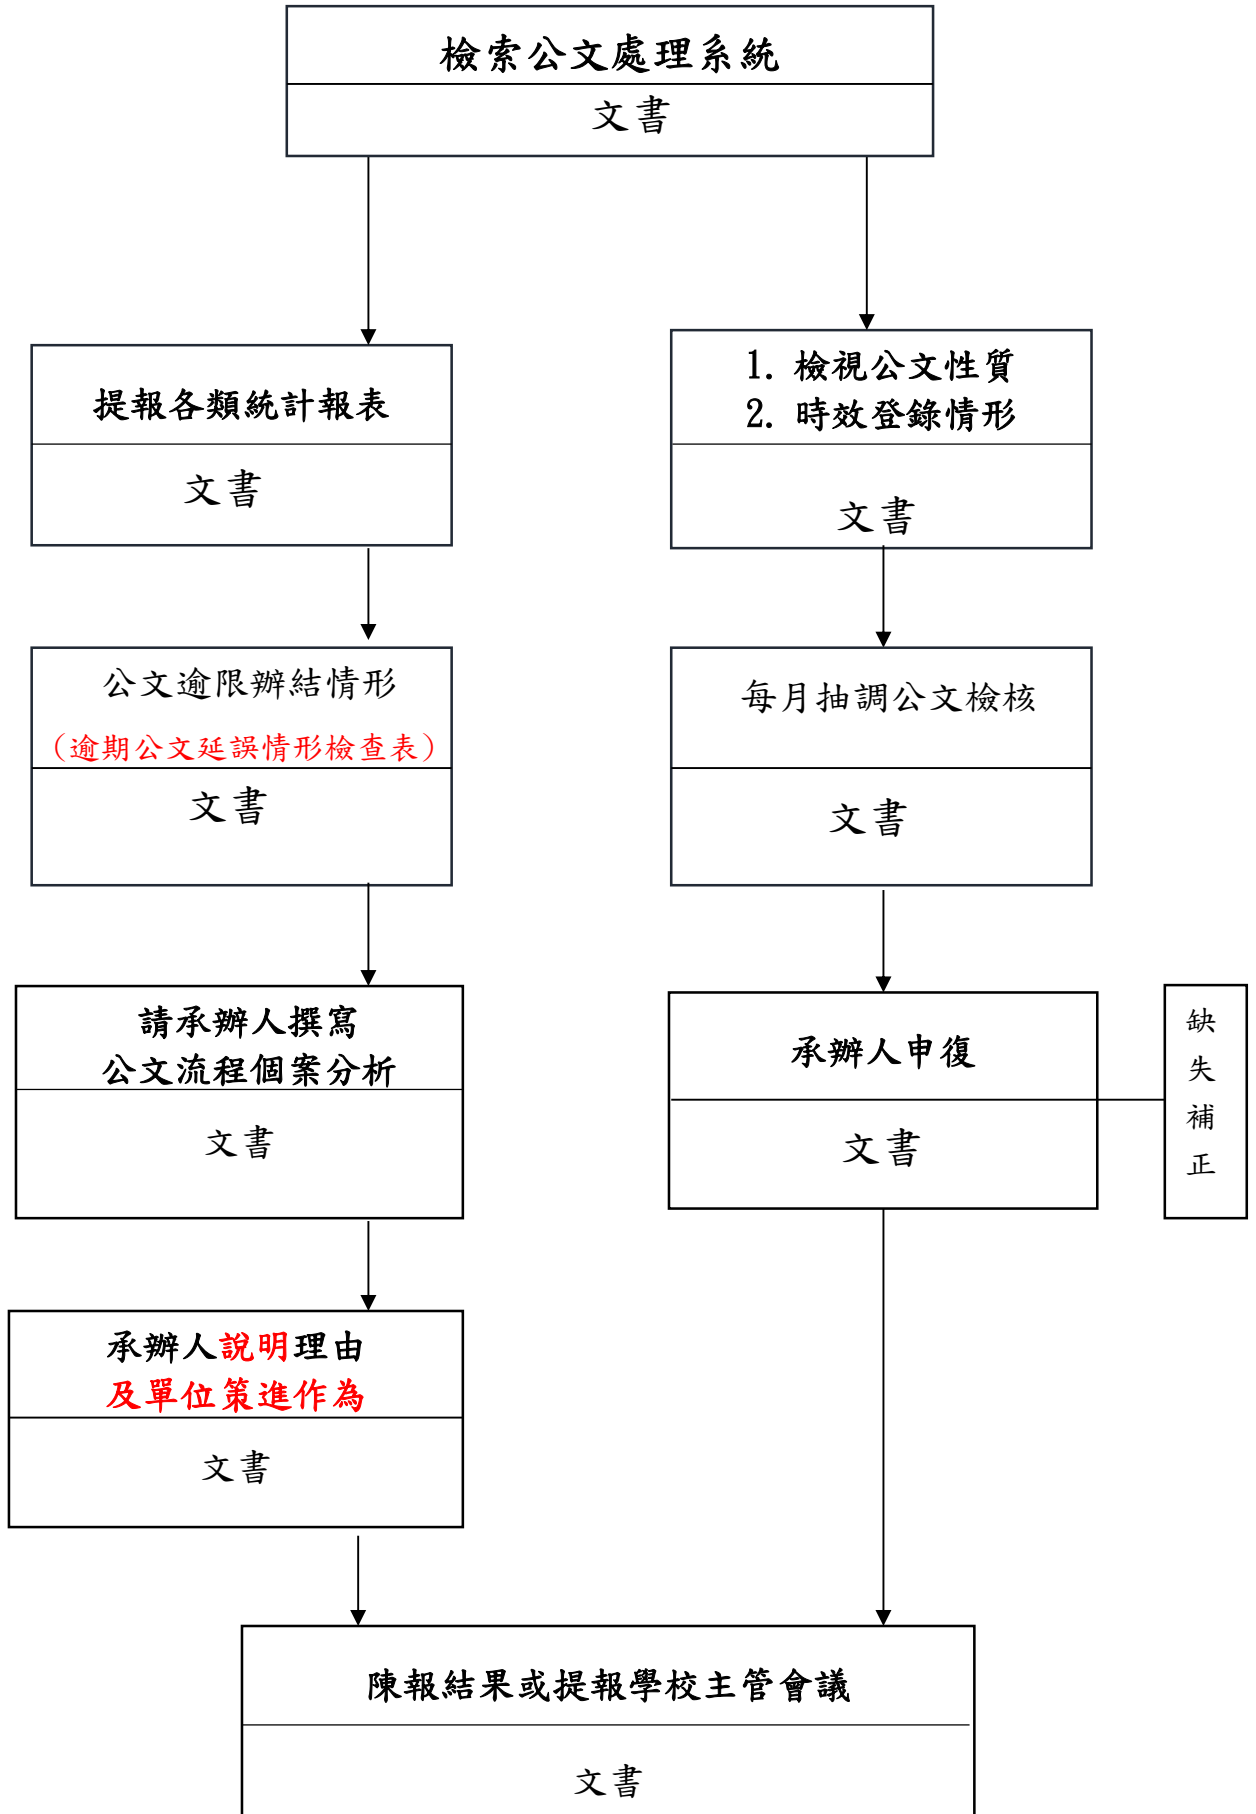 檢索公文處理系統
文書
提報各類統計報表
文書
1. 檢視公文性質
2. 時效登錄情形
文書
公文逾限辦結情形
(逾期公文延誤情形檢查表)
文書
每月抽調公文檢核
文書
請承辦人撰寫
公文流程個案分析
文書
承辦人申復
文書
缺
失
補
正
承辦人說明理由
及單位策進作為
文書
陳報結果或提報學校主管會議
文書